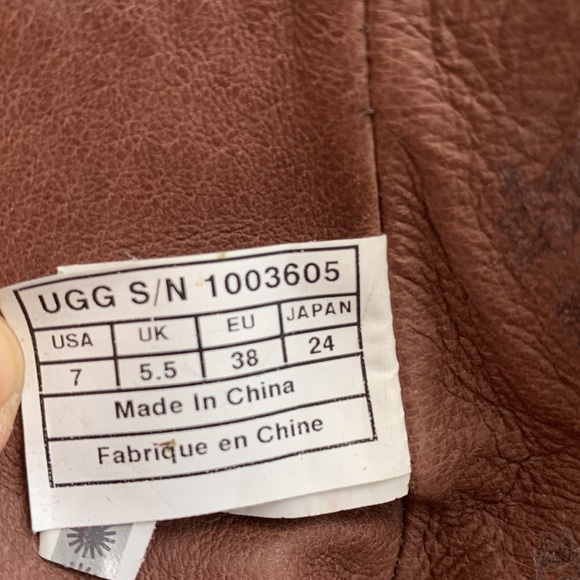 UGG S/N 1003605
USA UK EU JAPAN
7 5.5 38 24
Made In China
Fabrique en Chine